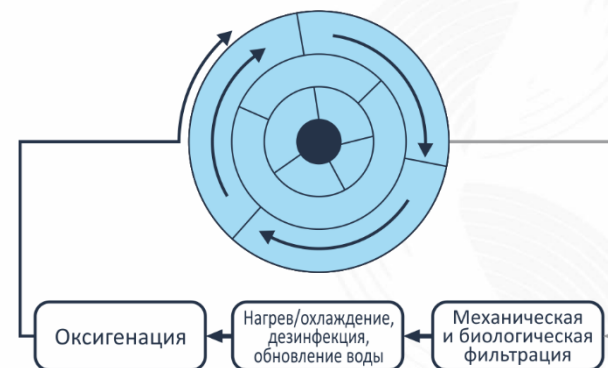 Оксигенация
Нагрев/охлаждение,
дезинфекция,
обновление воды
Механическая
и биологическая
фильтрация